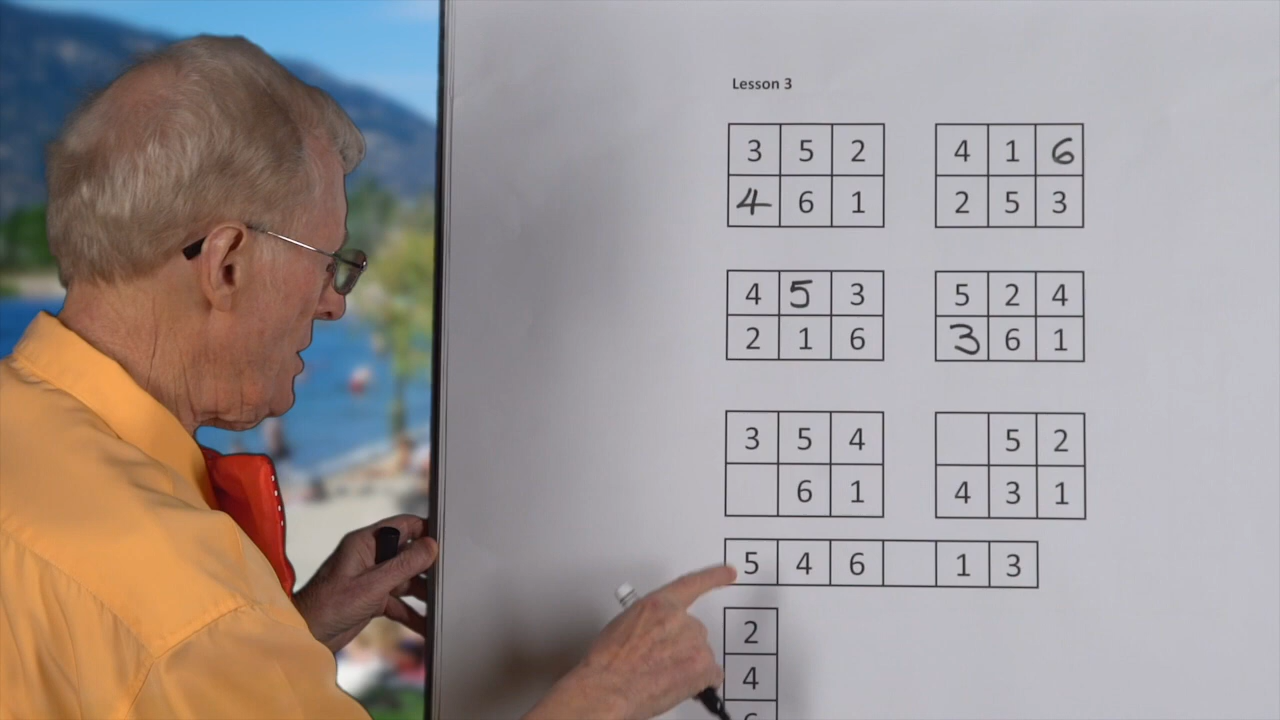 Lesson 3
3 5 2 4 1 6
4 6 1 2 5 3
4 5 3 5 2 4
2 1 6 3 6 1
3 5 4 5 2
6 1 4 3 1
5 4 6 1 3
2
4